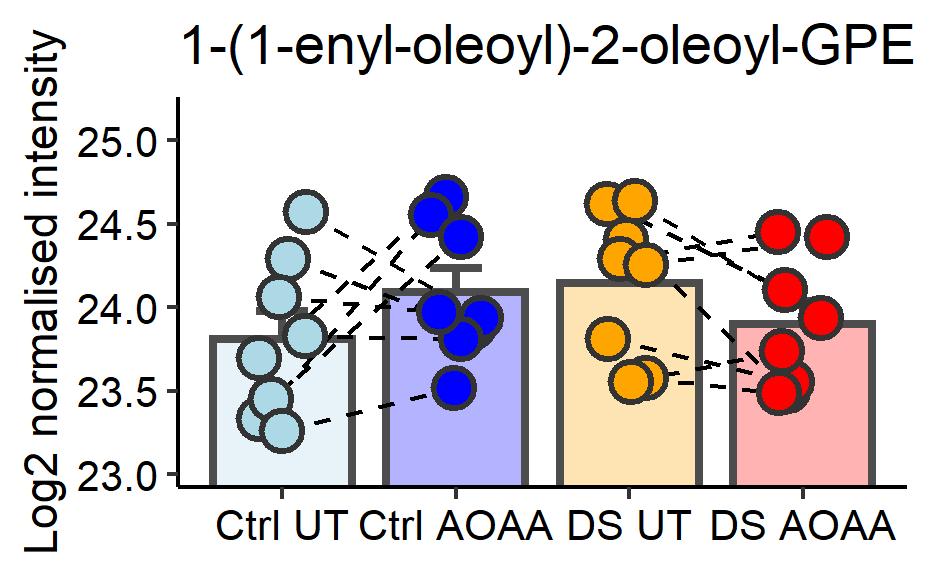 1-(1-enyl-oleoyl)-2-oleoyl-GPE
Log2 normalised intensity
25.0
24.5
24.0
23.5
23.0
Ctrl UT
Ctrl AOAA
DS UT
DS AOAA